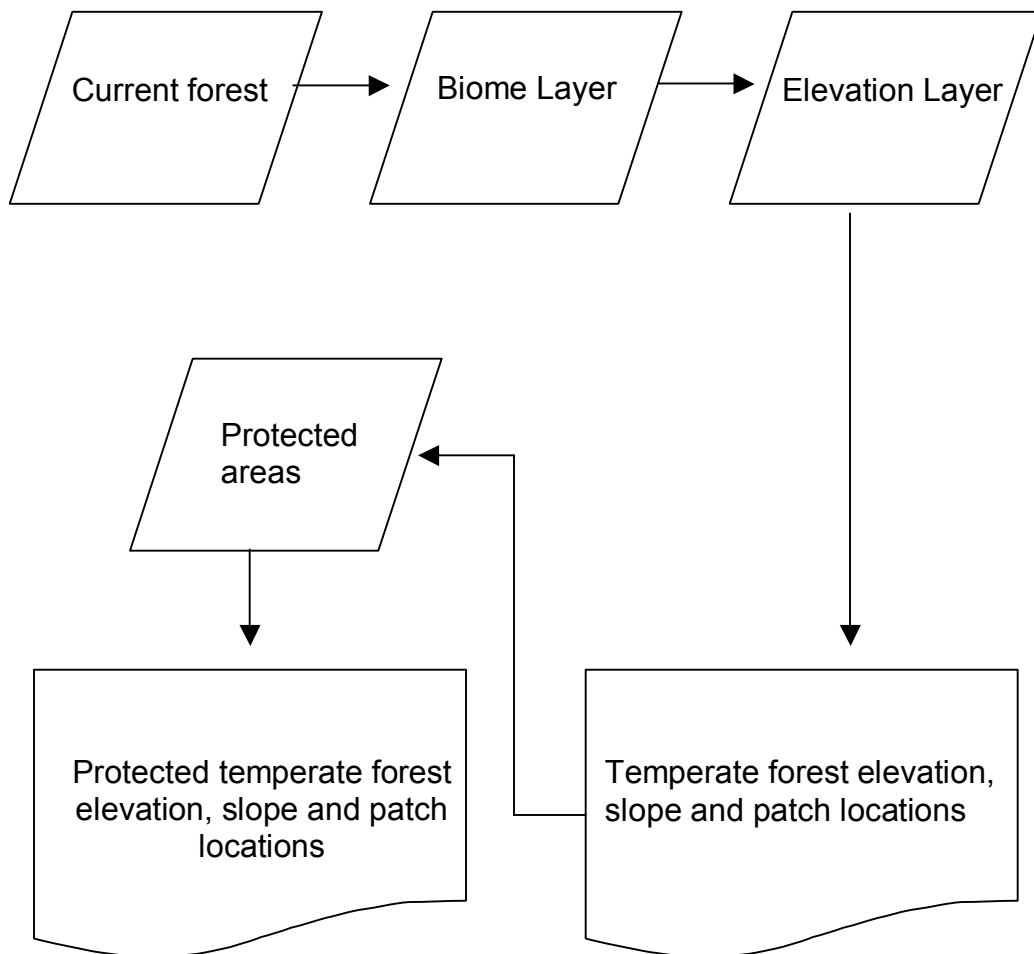 Current forest
Biome Layer
Elevation Layer
Protected
areas
Protected temperate forest
elevation, slope and patch
locations
Temperate forest elevation,
slope and patch locations